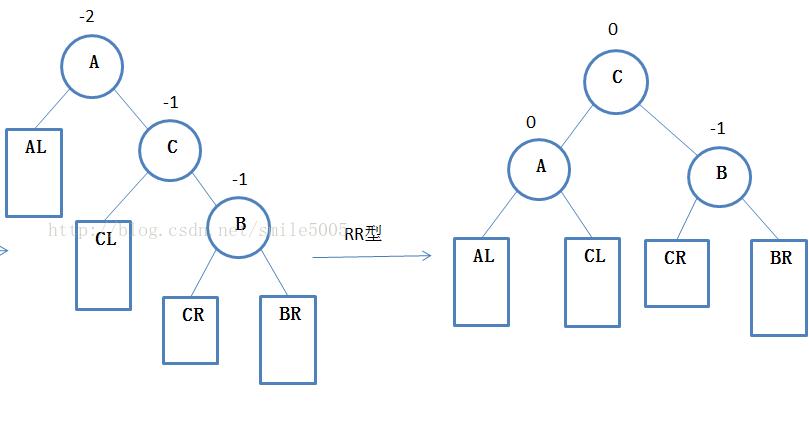 -2
A
-1
AL
C
-1
CL
B
CR
BR
http://blog.csdn.net/smile5005
RR型
0
C
0
A
-1
B
AL
CL
CR
BR